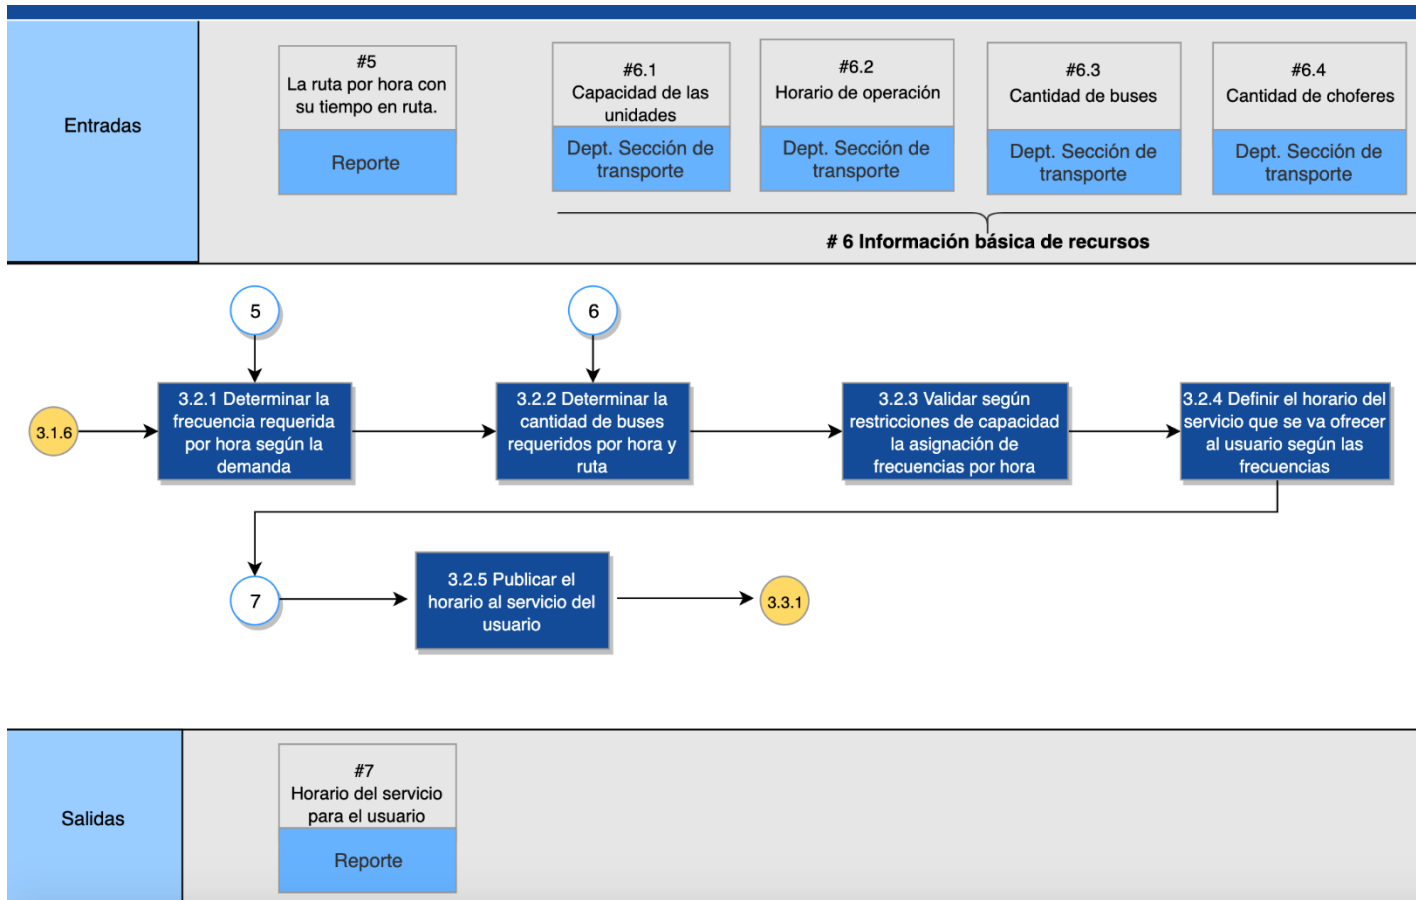 Entradas
#5
La ruta por hora con
su tiempo en ruta.
Reporte
#6.1
Capacidad de las
unidades
Dept. Sección de
transporte
#6.2
Horario de operación
Dept. Sección de
transporte
#6.3
Cantidad de buses
Dept. Sección de
transporte
#6.4
Cantidad de choferes
Dept. Sección de
transporte
# 6 Información básica de recursos
5
6
3.1.6
3.2.1 Determinar la
frecuencia requerida
por hora según la
demanda
3.2.2 Determinar la
cantidad de buses
requeridos por hora y
ruta
3.2.3 Validar según
restricciones de capacidad
la asignación de
frecuencias por hora
3.2.4 Definir el horario del
servicio que se va ofrecer
al usuario según las
frecuencias
7
3.2.5 Publicar el
horario al servicio del
usuario
3.3.1
Salidas
#7
Horario del servicio
para el usuario
Reporte